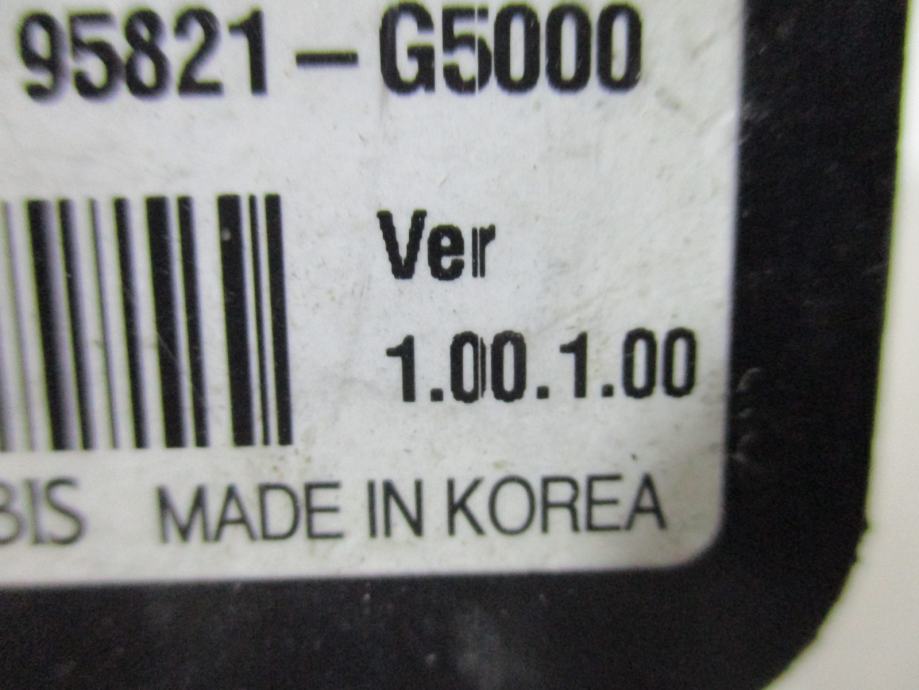 95821-G5000
Ver
1.00.1.00
BIS MADE IN KOREA